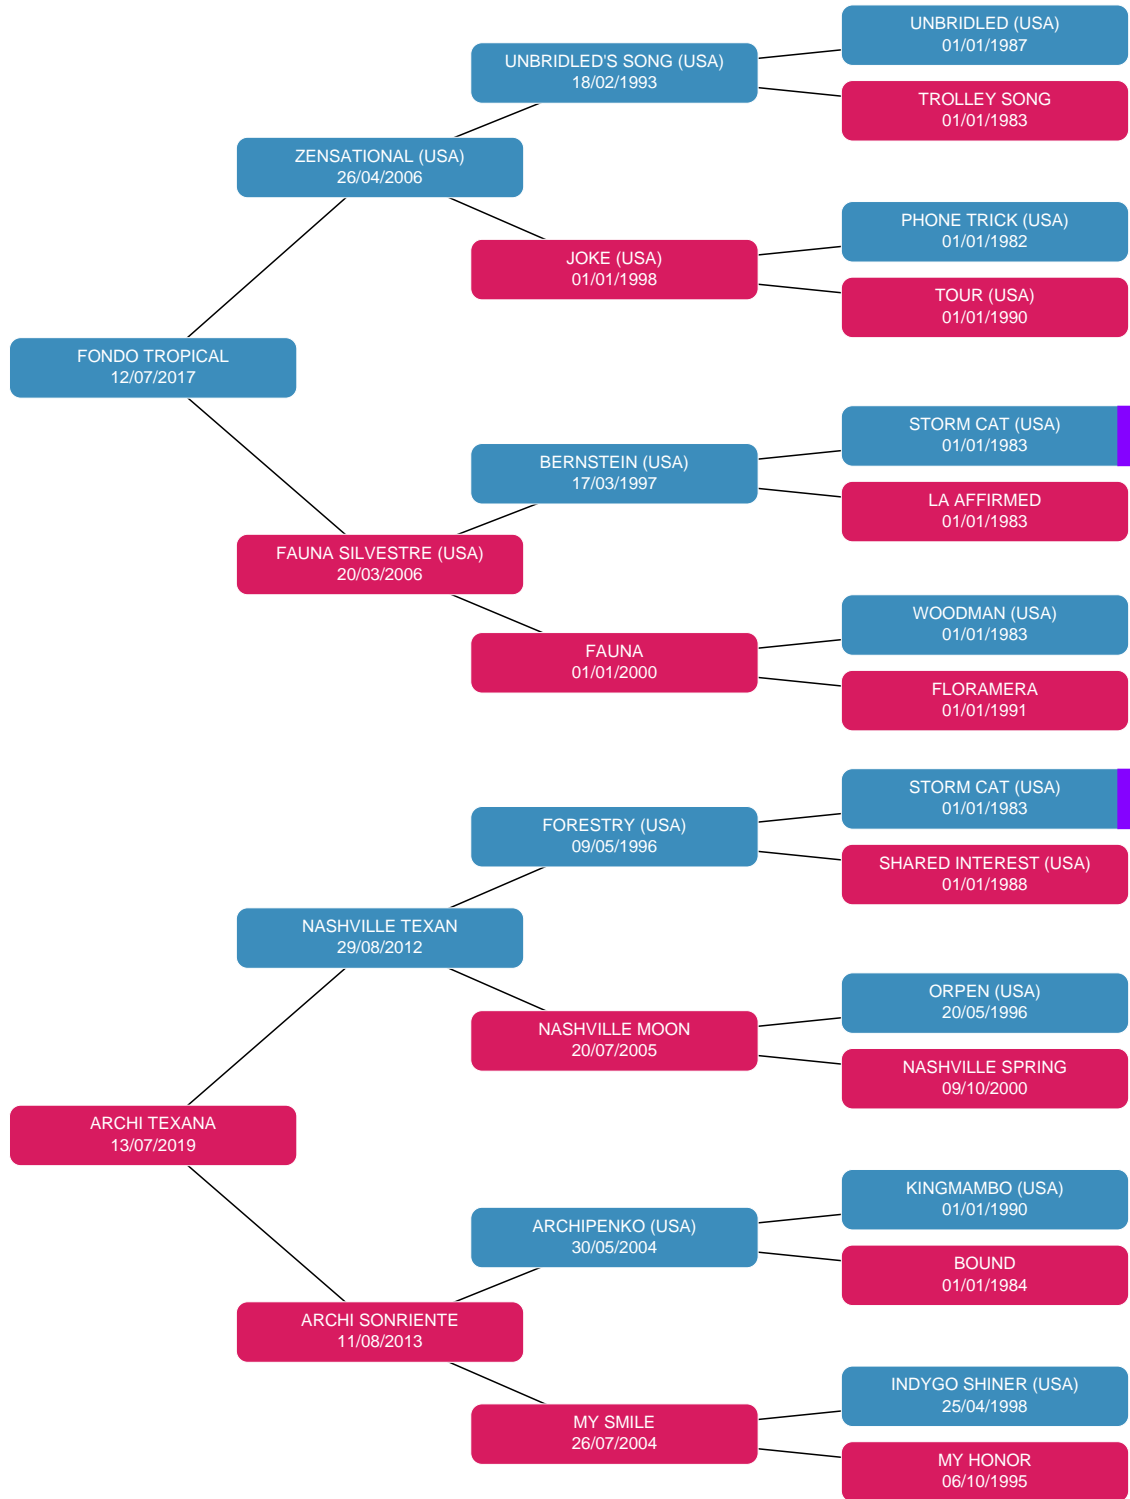 UNBRIDLED (USA)
01/01/1987
UNBRIDLED'S SONG (USA)
18/02/1993
TROLLEY SONG
01/01/1983
ZENSATIONAL (USA)
26/04/2006
PHONE TRICK (USA)
01/01/1982
JOKE (USA)
01/01/1998
TOUR (USA)
01/01/1990
FONDO TROPICAL
12/07/2017
STORM CAT (USA)
01/01/1983
BERNSTEIN (USA)
17/03/1997
LA AFFIRMED
01/01/1983
FAUNA SILVESTRE (USA)
20/03/2006
WOODMAN (USA)
01/01/1983
FAUNA
01/01/2000
FLORAMERA
01/01/1991
STORM CAT (USA)
01/01/1983
FORESTRY (USA)
09/05/1996
SHARED INTEREST (USA)
01/01/1988
NASHVILLE TEXAN
29/08/2012
ORPEN (USA)
20/05/1996
NASHVILLE MOON
20/07/2005
NASHVILLE SPRING
09/10/2000
ARCHI TEXANA
13/07/2019
KINGMAMBO (USA)
01/01/1990
ARCHIPENKO (USA)
30/05/2004
BOUND
01/01/1984
ARCHI SONRIENTE
11/08/2013
INDYGO SHINER (USA)
25/04/1998
MY SMILE
26/07/2004
MY HONOR
06/10/1995